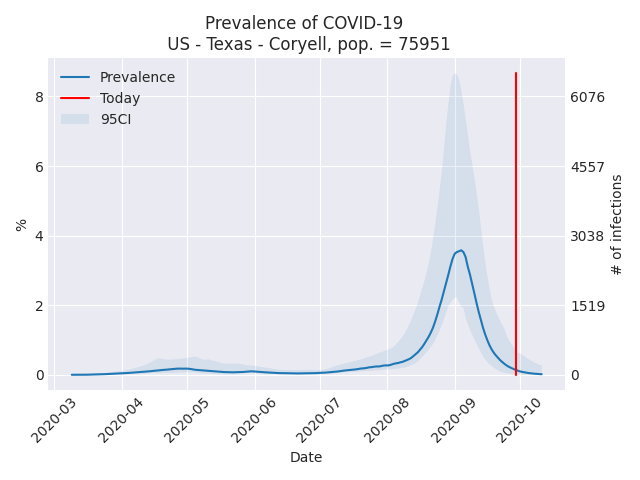 Prevalence of COVID-19
US - Texas - Coryell, pop. = 75951
Prevalence
Today
95CI
8
6
4
2
0
%
6076
4557
3038
1519
0
# of infections
2020-03
2020-04
2020-05
2020-06
2020-07
2020-08
2020-09
2020-10
Date